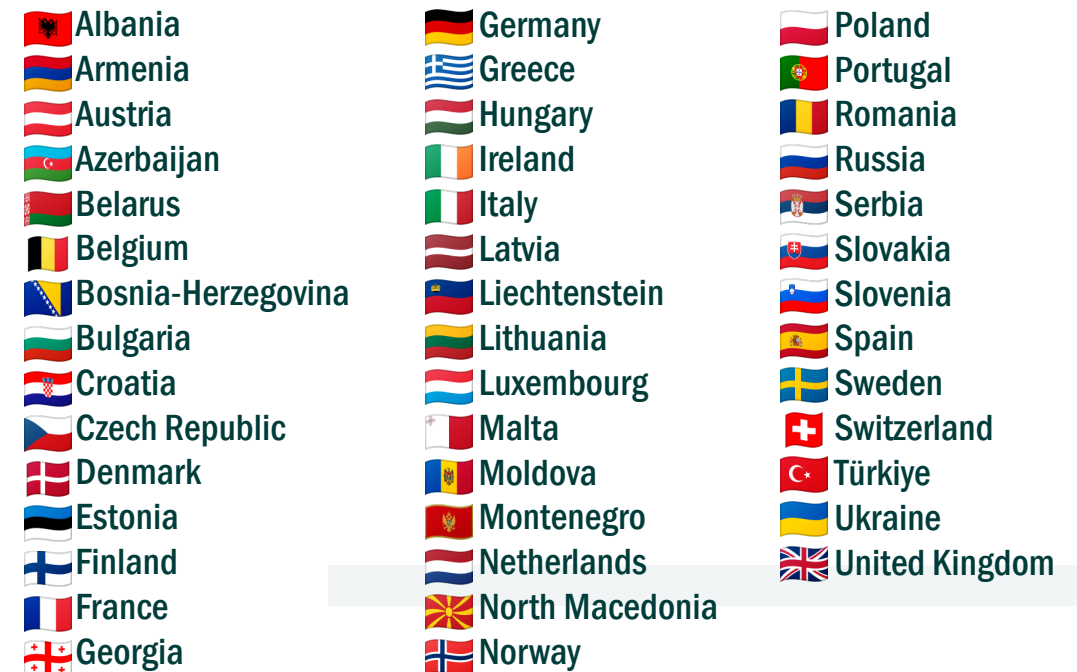 Albania
Armenia
Austria
Azerbaijan
Belarus
Belgium
Bosnia-Herzegovina
Bulgaria
Croatia
Czech Republic
Denmark
Estonia
Finland
France
Georgia
Germany
Greece
Hungary
Ireland
Italy
Latvia
Liechtenstein
Lithuania
Luxembourg
Malta
Moldova
Montenegro
Netherlands
North Macedonia
Norway
Poland
Portugal
Romania
Russia
Serbia
Slovakia
Slovenia
Spain
Sweden
Switzerland
Türkiye
Ukraine
United Kingdom